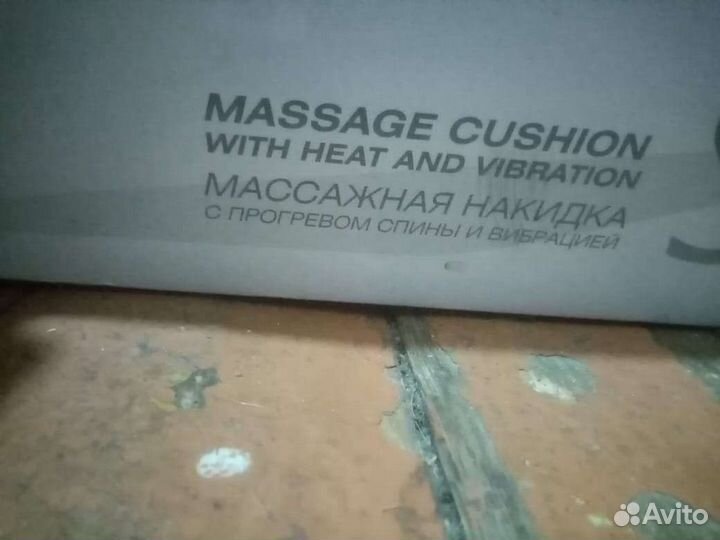 MASSAGE CUSHION
WITH HEAT AND VIBRATION
МАССАЖНАЯ НАКИДКА
С ПРОГРЕВОМ СПИНЫ И ВИБРАЦИЕЙ
Avito